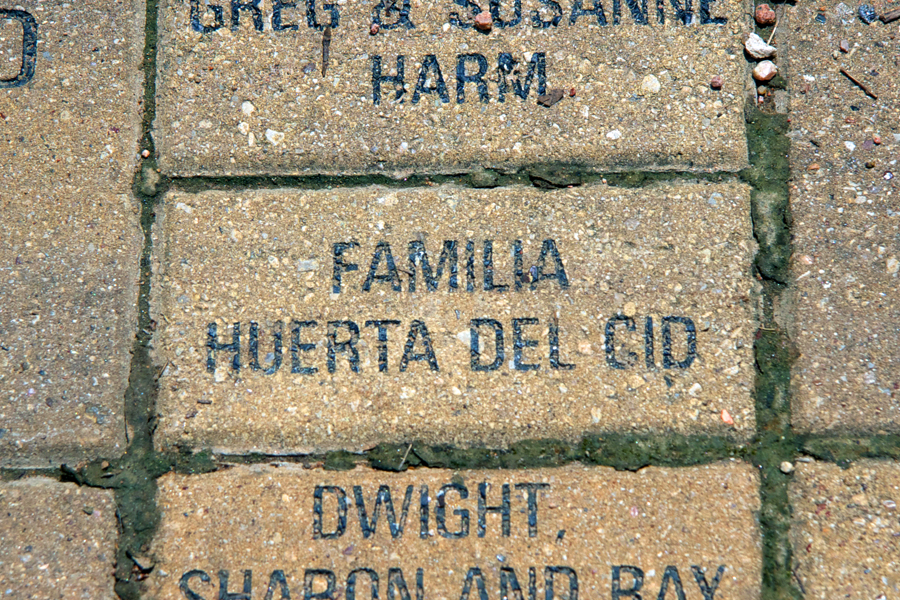 GREG & SUSANNE
HARM
FAMILIA
HUERTA DEL CID
DWIGHT,
SHARON AND RAY